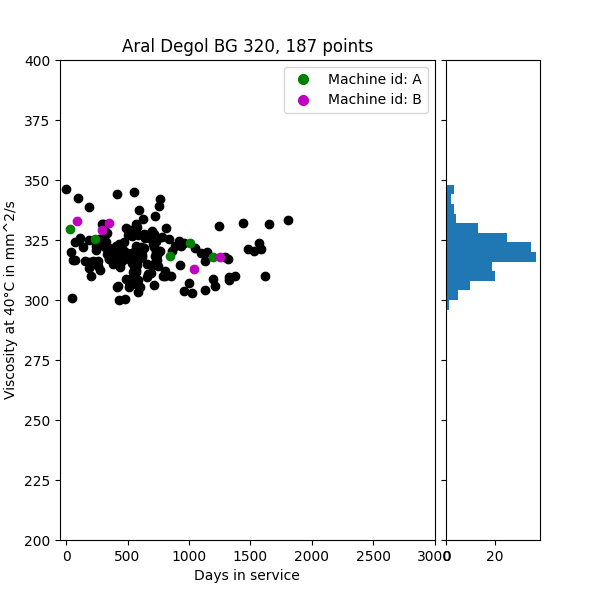 Aral Degol BG 320, 187 points
Machine id: A
Machine id: B
Viscosity at 40°C in mm^2/s
400
375
350
325
300
275
250
225
200
0 500 1000 1500 2000 2500 3000
0 20
Days in service